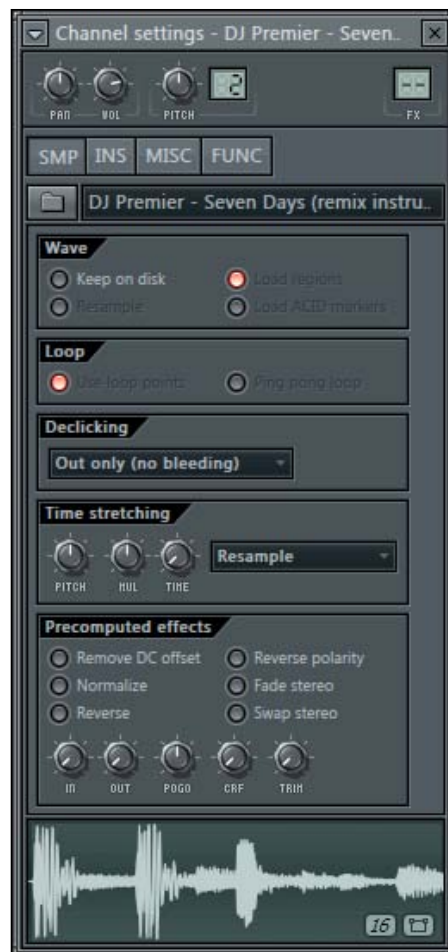 Channel settings - DJ Premier - Seven..
2
--
PAN VOL PITCH FX
SMP INS MISC FUNC
DJ Premier - Seven Days (remix instru..
Wave
Keep on disk Load regions
Resample Load ACID markers
Loop
Use loop points Ping pong loop
Declicking
Out only (no bleeding)
Time stretching
Resample
PITCH MUL TIME
Precomputed effects
Remove DC offset Reverse polarity
Normalize Fade stereo
Reverse Swap stereo
IN OUT POGO CRF TRIM
16